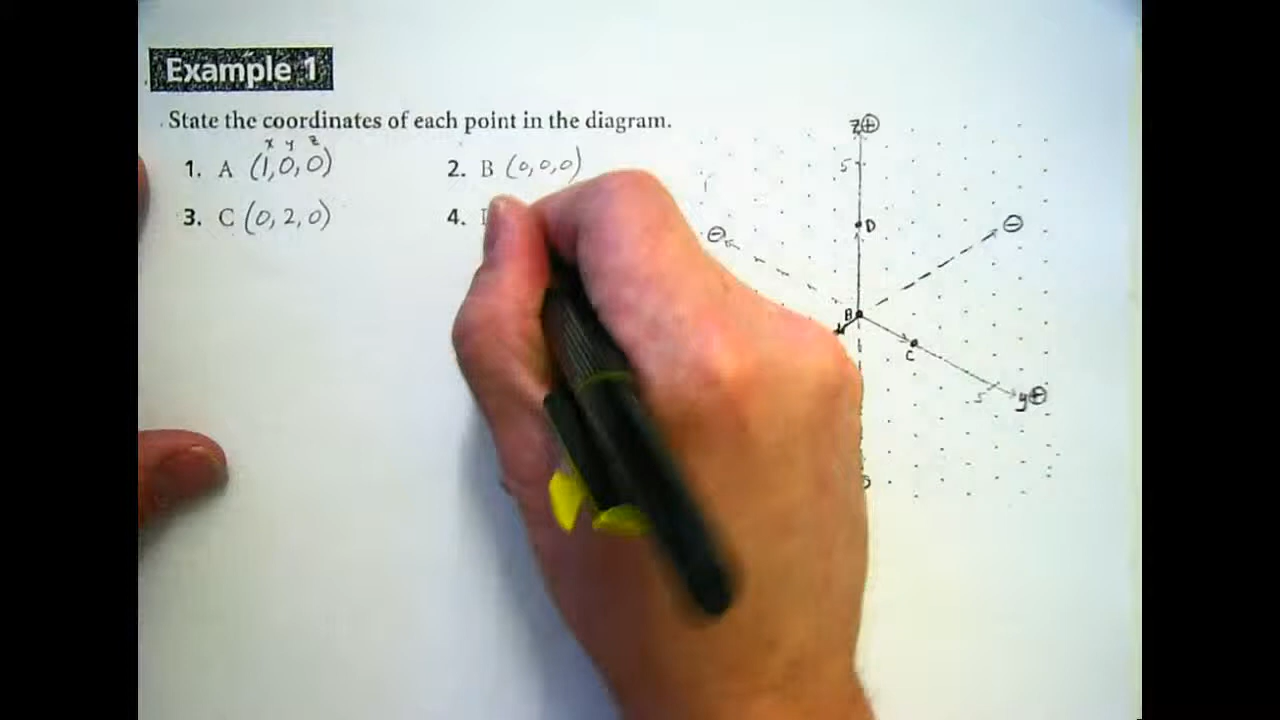 Example 1
State the coordinates of each point in the diagram.
x y z
1. A (1,0,0)
2. B (0,0,0)
3. C (0,2,0)
4.
z ⊕
5
D
⊖
⊖
B
C
5
y ⊕